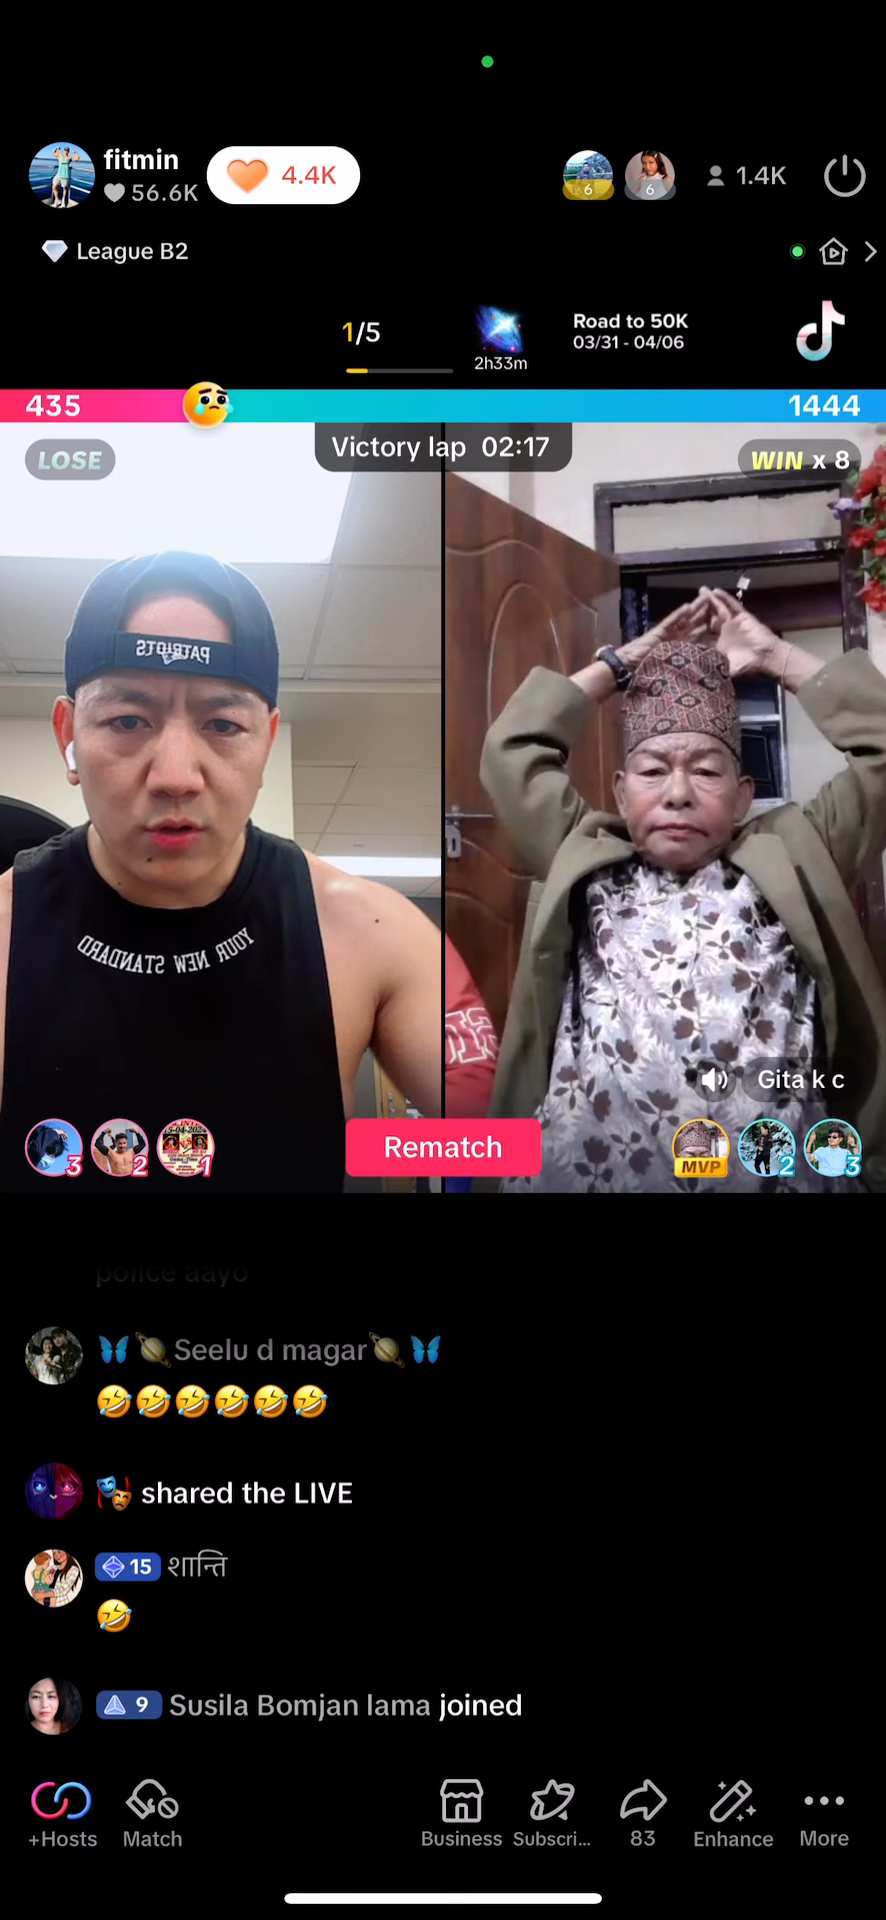 fitmin
56.6K
4.4K
6
6
1.4K
League B2
1/5
2h33m
Road to 50K
03/31 - 04/06
435
1444
LOSE
Victory lap 02:17
WIN x 8
PATRIOTS
YOUR NEW STANDARD
Gita k c
3
2
1
Rematch
MVP
2
3
police aayo
Seelu d magar
shared the LIVE
15 शान्ति
9 Susila Bomjan lama joined
+Hosts
Match
Business
Subscri...
83
Enhance
More